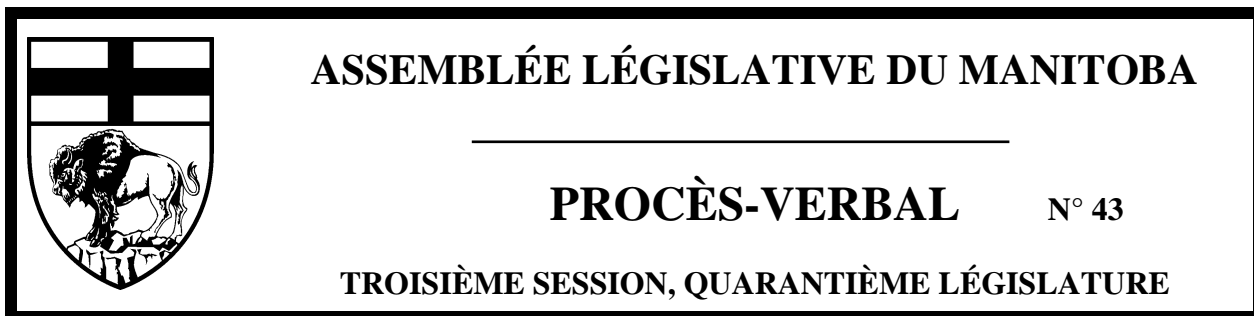 ASSEMBLÉE LÉGISLATIVE DU MANITOBA
PROCÈS-VERBAL N° 43
TROISIÈME SESSION, QUARANTIÈME LÉGISLATURE